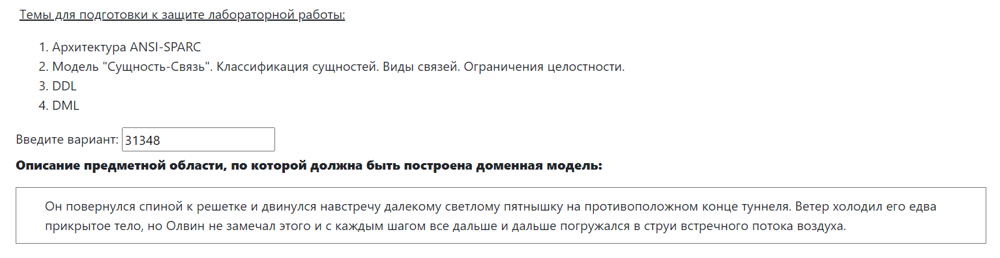 Темы для подготовки к защите лабораторной работы:
1. Архитектура ANSI-SPARC
2. Модель "Сущность-Связь". Классификация сущностей. Виды связей. Ограничения целостности.
3. DDL
4. DML
Введите вариант: 31348
Описание предметной области, по которой должна быть построена доменная модель:
Он повернулся спиной к решетке и двинулся навстречу далекому светлому пятнышку на противоположном конце туннеля. Ветер холодил его едва
прикрытое тело, но Олвин не замечал этого и с каждым шагом все дальше и дальше погружался в струи встречного потока воздуха.